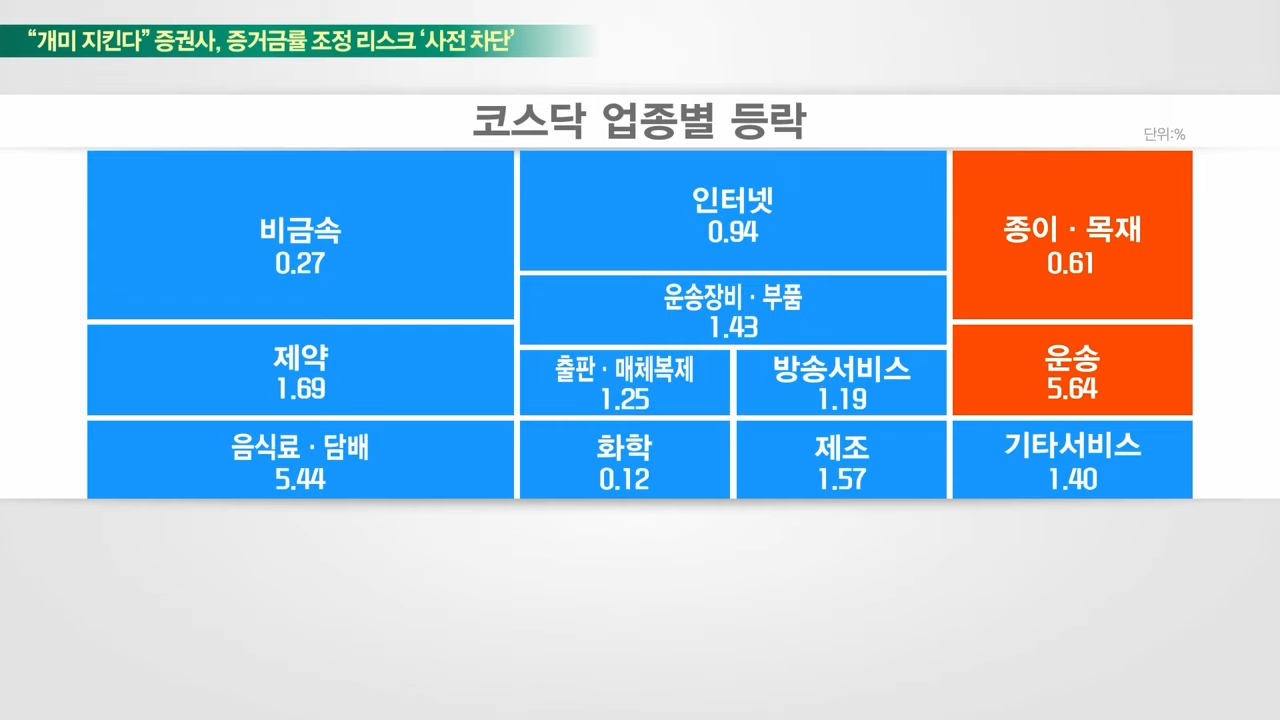 “개미 지킨다” 증권사, 증거금률 조정 리스크 ‘사전 차단’
코스닥 업종별 등락
단위:%
비금속
0.27
인터넷
0.94
종이 · 목재
0.61
운송장비 · 부품
1.43
제약
1.69
출판 · 매체복제
1.25
방송서비스
1.19
운송
5.64
음식료 · 담배
5.44
화학
0.12
제조
1.57
기타서비스
1.40